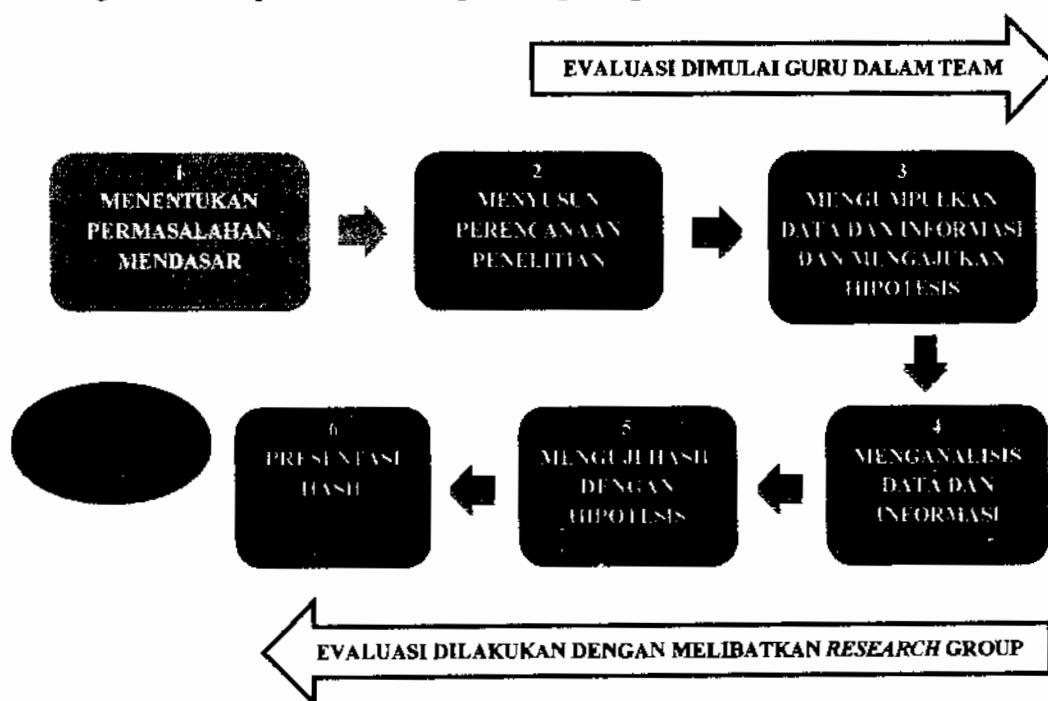 EVALUASI DIMULAI GURU DALAM TEAM
1
MENENTUKAN
PERMASALAHAN
MENDASAR
2
MENYUSUN
PERENCANAAN
PENELITIAN
3
MENGUMPULKAN
DATA DAN INFORMASI
DAN MENGAJUKAN
HIPOTESIS
4
MENGANALISIS
DATA DAN
INFORMASI
5
MENGUJI HASIL
DENGAN
HIPOTESIS
6
PRESENTASI
HASIL
EVALUASI DILAKUKAN DENGAN MELIBATKAN RESEARCH GROUP